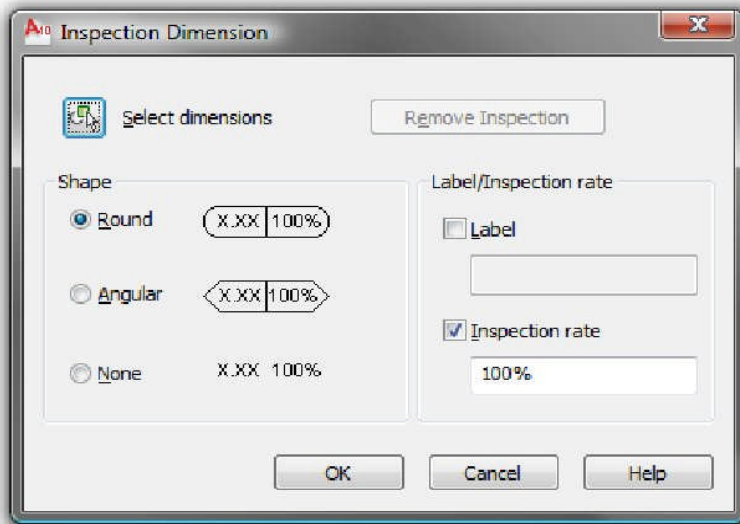 A10 Inspection Dimension
Select dimensions
Remove Inspection
Shape
Round
X.XX 100%
Angular
X.XX 100%
None
X.XX 100%
Label/Inspection rate
Label
Inspection rate
100%
OK
Cancel
Help